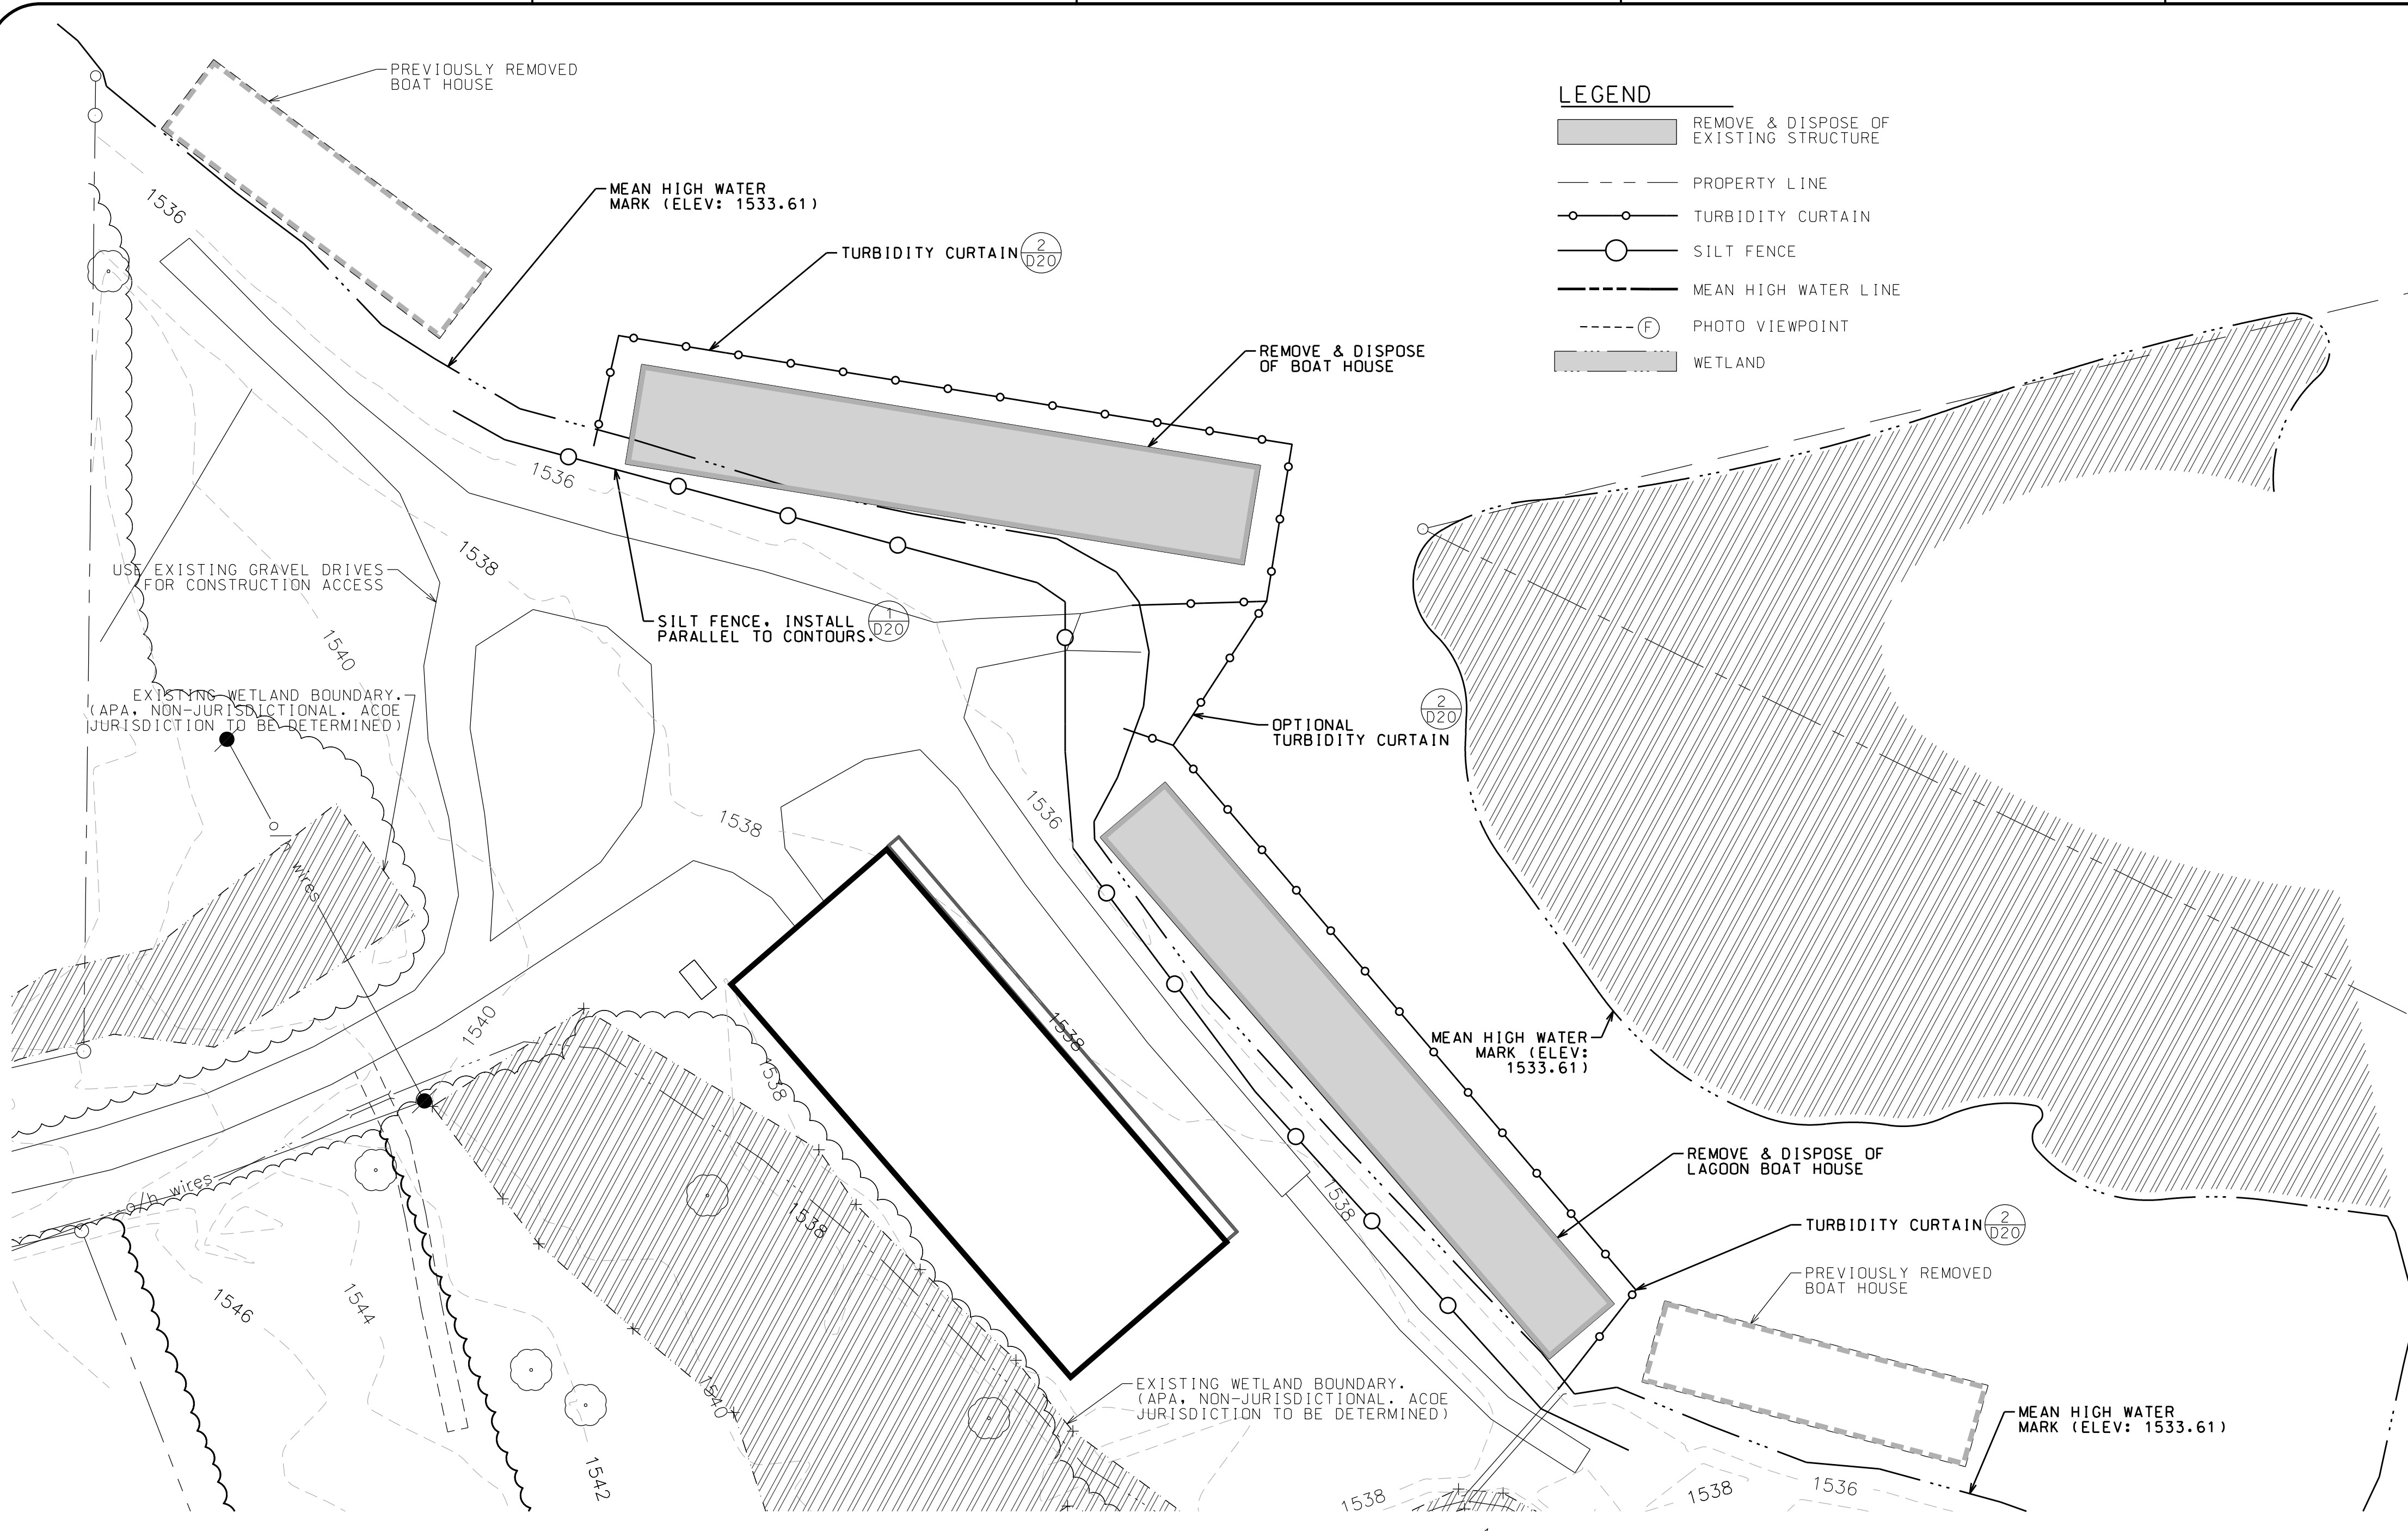 PREVIOUSLY REMOVED
BOAT HOUSE
LEGEND
REMOVE & DISPOSE OF
EXISTING STRUCTURE
PROPERTY LINE
TURBIDITY CURTAIN
SILT FENCE
MEAN HIGH WATER LINE
F
PHOTO VIEWPOINT
WETLAND
MEAN HIGH WATER
MARK (ELEV: 1533.61)
1536
TURBIDITY CURTAIN
2
D20
REMOVE & DISPOSE
OF BOAT HOUSE
1536
1538
USE EXISTING GRAVEL DRIVES
FOR CONSTRUCTION ACCESS
SILT FENCE, INSTALL
PARALLEL TO CONTOURS.
1
D20
1540
EXISTING WETLAND BOUNDARY.
(APA, NON-JURISDICTIONAL. ACOE
JURISDICTION TO BE DETERMINED)
OPTIONAL
TURBIDITY CURTAIN
2
D20
1536
1538
wires
1540
1538
1538
MEAN HIGH WATER
MARK (ELEV:
1533.61)
REMOVE & DISPOSE OF
LAGOON BOAT HOUSE
o/h wires
1538
1538
TURBIDITY CURTAIN
2
D20
PREVIOUSLY REMOVED
BOAT HOUSE
1546
1544
1540
EXISTING WETLAND BOUNDARY.
(APA, NON-JURISDICTIONAL. ACOE
JURISDICTION TO BE DETERMINED)
MEAN HIGH WATER
MARK (ELEV: 1533.61)
1542
1538
1538
1536